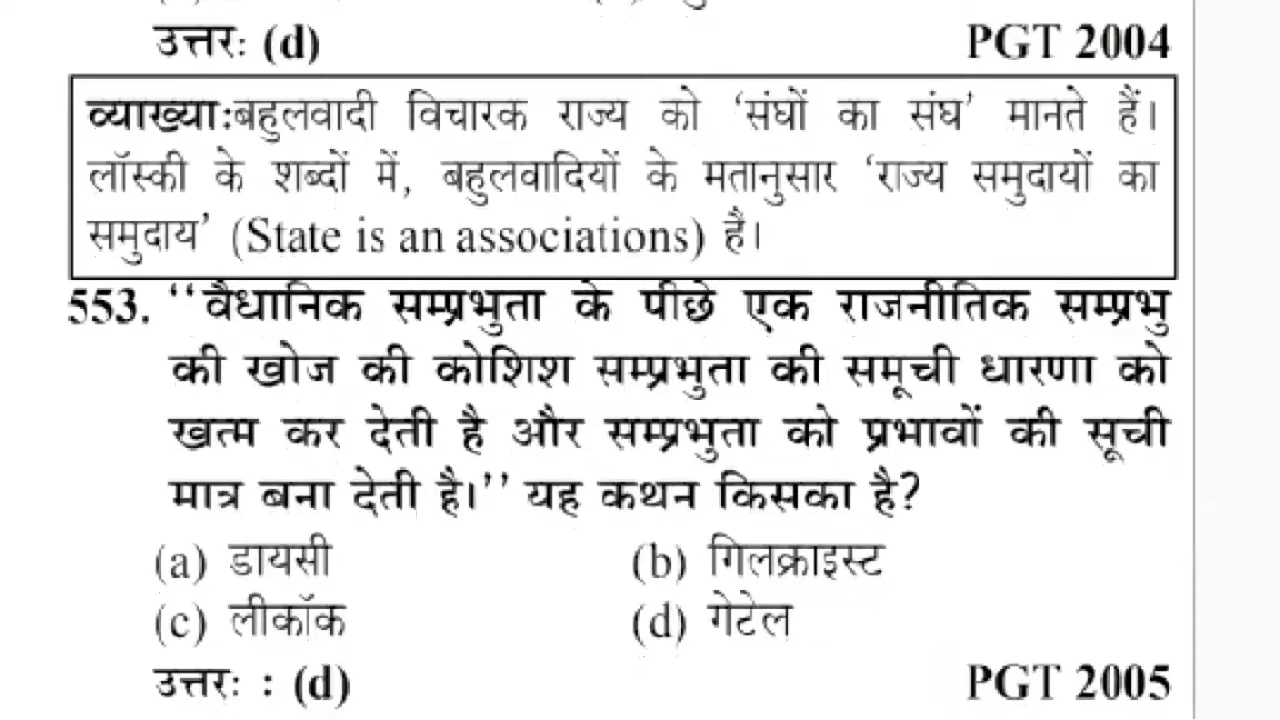 उत्तरः (d) PGT 2004
व्याख्याःबहुलवादी विचारक राज्य को ‘संघों का संघ’ मानते हैं।
लॉस्की के शब्दों में, बहुलवादियों के मतानुसार ‘राज्य समुदायों का
समुदाय’ (State is an associations) है।
553. ‘‘वैधानिक सम्प्रभुता के पीछे एक राजनीतिक सम्प्रभु
की खोज की कोशिश सम्प्रभुता की समूची धारणा को
खत्म कर देती है और सम्प्रभुता को प्रभावों की सूची
मात्र बना देती है।’’ यह कथन किसका है?
(a) डायसी (b) गिलक्राइस्ट
(c) लीकॉक (d) गेटेल
उत्तरः : (d) PGT 2005